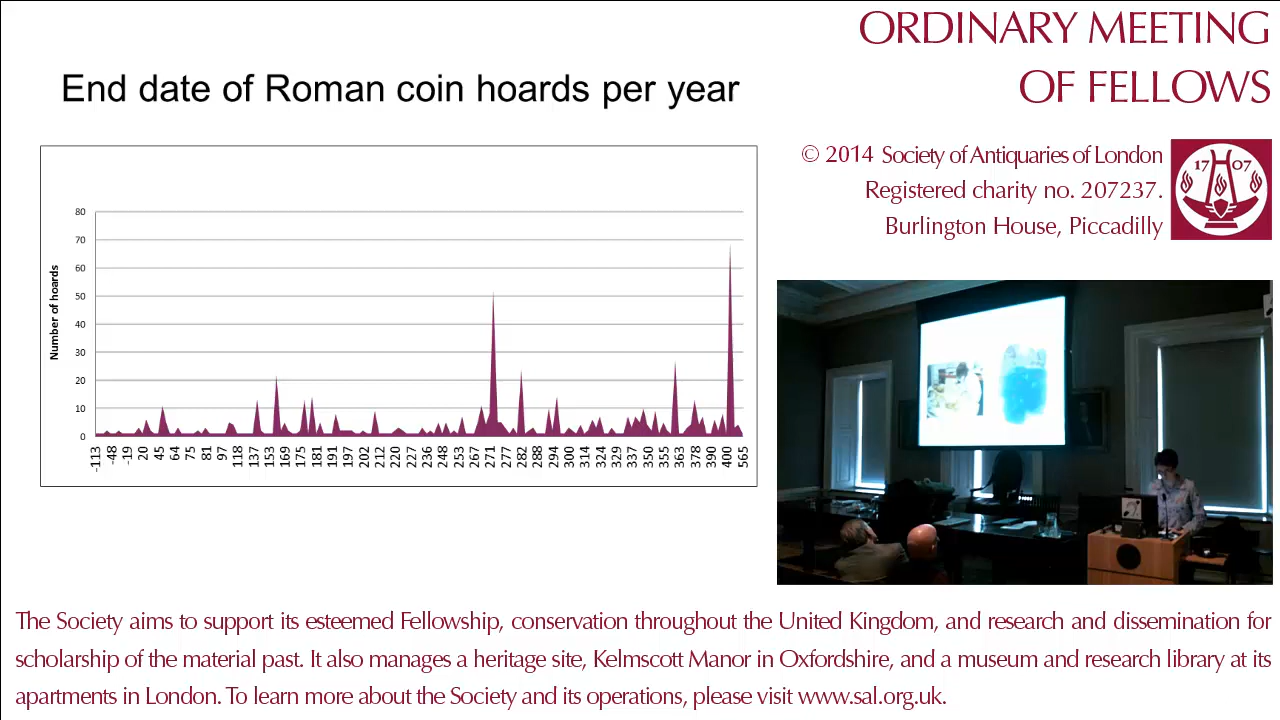 ORDINARY MEETING
OF FELLOWS
End date of Roman coin hoards per year
© 2014 Society of Antiquaries of London
Registered charity no. 207237.
Burlington House, Piccadilly
17 07
Number of hoards
80
70
60
50
40
30
20
10
0
-113 -48 -19 20 45 64 75 81 97 118 137 153 169 175 181 191 197 202 212 220 227 236 248 253 267 271 277 282 288 294 300 314 324 329 337 350 355 363 378 390 400 565
The Society aims to support its esteemed Fellowship, conservation throughout the United Kingdom, and research and dissemination for
scholarship of the material past. It also manages a heritage site, Kelmscott Manor in Oxfordshire, and a museum and research library at its
apartments in London. To learn more about the Society and its operations, please visit www.sal.org.uk.